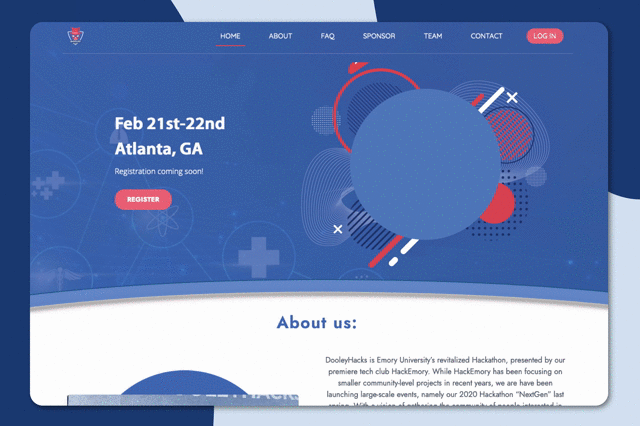 HOME ABOUT FAQ SPONSOR TEAM CONTACT LOG IN
Feb 21st-22nd
Atlanta, GA
Registration coming soon!
REGISTER
About us:
DooleyHacks is Emory University's revitalized Hackathon, presented by our
premiere tech club HackEmory. While HackEmory has been focusing on
smaller community-level projects in recent years, we are have been
launching large-scale events, namely our 2020 Hackathon "NextGen" last